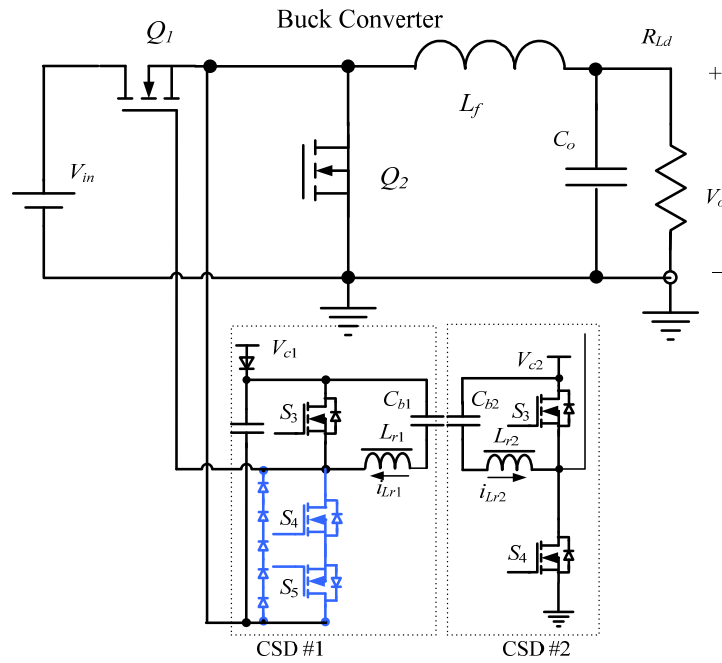 Buck Converter
Q1
RLd
+
Lf
Co
Vin
Q2
Vo
−
Vc1
Vc2
S3
Cb1
Cb2
S3
Lr1
Lr2
iLr1
iLr2
S4
S4
S5
CSD #1
CSD #2